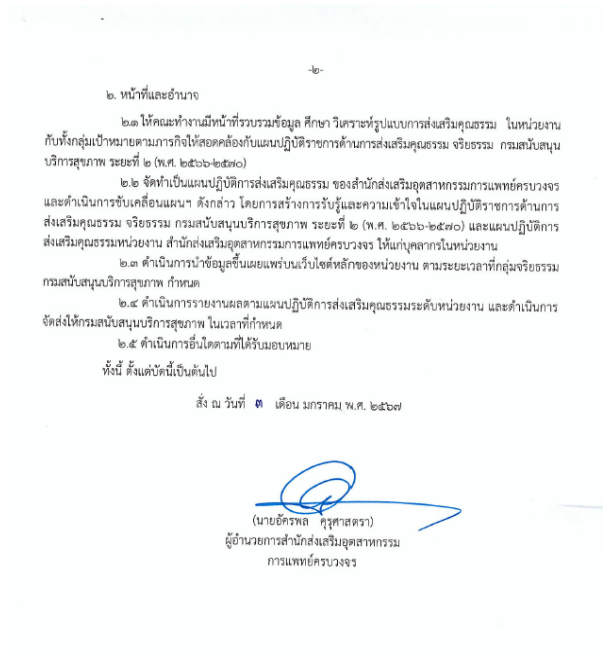 -๒-
๒. หน้าที่และอำนาจ
๒.๑ ให้คณะทำงานมีหน้าที่รวบรวมข้อมูล ศึกษา วิเคราะห์รูปแบบการส่งเสริมคุณธรรม ในหน่วยงาน
กับทั้งกลุ่มเป้าหมายตามภารกิจให้สอดคล้องกับแผนปฏิบัติราชการด้านการส่งเสริมคุณธรรม จริยธรรม กรมสนับสนุน
บริการสุขภาพ ระยะที่ ๒ (พ.ศ. ๒๕๖๖-๒๕๗๐)
๒.๒ จัดทำเป็นแผนปฏิบัติการส่งเสริมคุณธรรม ของสำนักส่งเสริมอุตสาหกรรมการแพทย์ครบวงจร
และดำเนินการขับเคลื่อนแผนฯ ดังกล่าว โดยการสร้างการรับรู้และความเข้าใจในแผนปฏิบัติราชการด้านการ
ส่งเสริมคุณธรรม จริยธรรม กรมสนับสนุนบริการสุขภาพ ระยะที่ ๒ (พ.ศ. ๒๕๖๖-๒๕๗๐) และแผนปฏิบัติการ
ส่งเสริมคุณธรรมหน่วยงาน สำนักส่งเสริมอุตสาหกรรมการแพทย์ครบวงจร ให้แก่บุคลากรในหน่วยงาน
๒.๓ ดำเนินการนำข้อมูลขึ้นเผยแพร่บนเว็บไซต์หลักของหน่วยงาน ตามระยะเวลาที่กลุ่มจริยธรรม
กรมสนับสนุนบริการสุขภาพ กำหนด
๒.๔ ดำเนินการรายงานผลตามแผนปฏิบัติการส่งเสริมคุณธรรมระดับหน่วยงาน และดำเนินการ
จัดส่งให้กรมสนับสนุนบริการสุขภาพ ในเวลาที่กำหนด
๒.๕ ดำเนินการอื่นใดตามที่ได้รับมอบหมาย
ทั้งนี้ ตั้งแต่บัดนี้เป็นต้นไป
สั่ง ณ วันที่ ๓ เดือน มกราคม พ.ศ. ๒๕๖๗
(นายอัครพล คุรุศาสตรา)
ผู้อำนวยการสำนักส่งเสริมอุตสาหกรรม
การแพทย์ครบวงจร